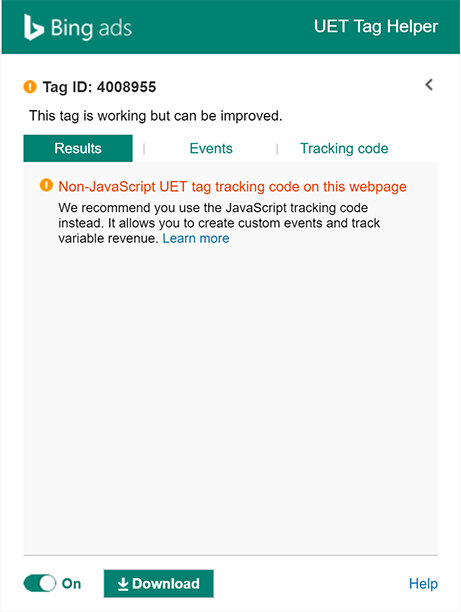 Bing ads
UET Tag Helper
Tag ID: 4008955
This tag is working but can be improved.
Results | Events | Tracking code
Non-JavaScript UET tag tracking code on this webpage
We recommend you use the JavaScript tracking code
instead. It allows you to create custom events and track
variable revenue. Learn more
On
Download
Help